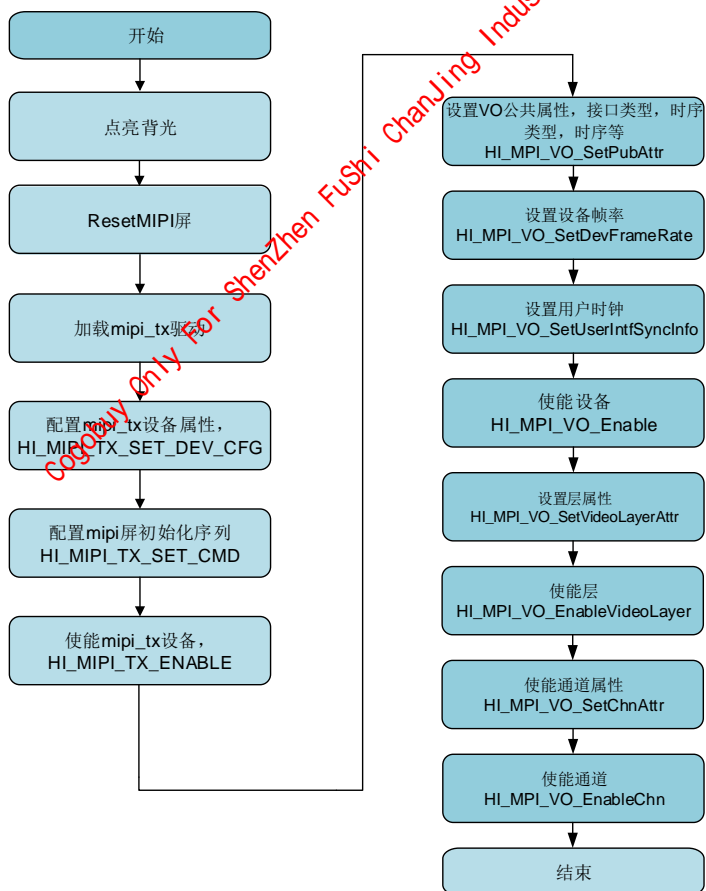 开始
点亮背光
ResetMIPI屏
加载mipi_tx驱动
配置mipi_tx设备属性，
HI_MIPI_TX_SET_DEV_CFG
配置mipi屏初始化序列
HI_MIPI_TX_SET_CMD
使能mipi_tx设备，
HI_MIPI_TX_ENABLE
设置VO公共属性，接口类型，时序
类型，时序等
HI_MPI_VO_SetPubAttr
设置设备帧率
HI_MPI_VO_SetDevFrameRate
设置用户时钟
HI_MPI_VO_SetUserIntfSyncInfo
使能设备
HI_MPI_VO_Enable
设置层属性
HI_MPI_VO_SetVideoLayerAttr
使能层
HI_MPI_VO_EnableVideoLayer
使能通道属性
HI_MPI_VO_SetChnAttr
使能通道
HI_MPI_VO_EnableChn
结束
Cogobuy Only For ShenZhen FuShi ChanJing